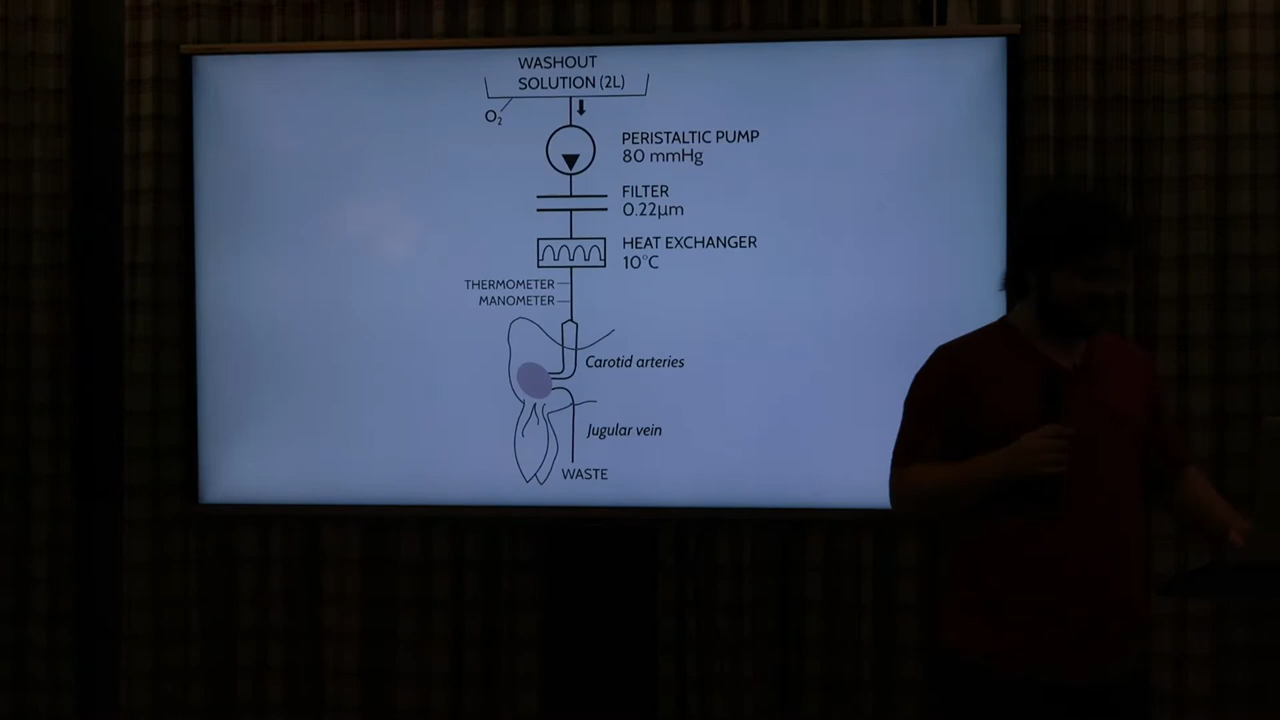 WASHOUT
SOLUTION (2L)
O₂
PERISTALTIC PUMP
80 mmHg
FILTER
0.22μm
HEAT EXCHANGER
10°C
THERMOMETER
MANOMETER
Carotid arteries
Jugular vein
WASTE